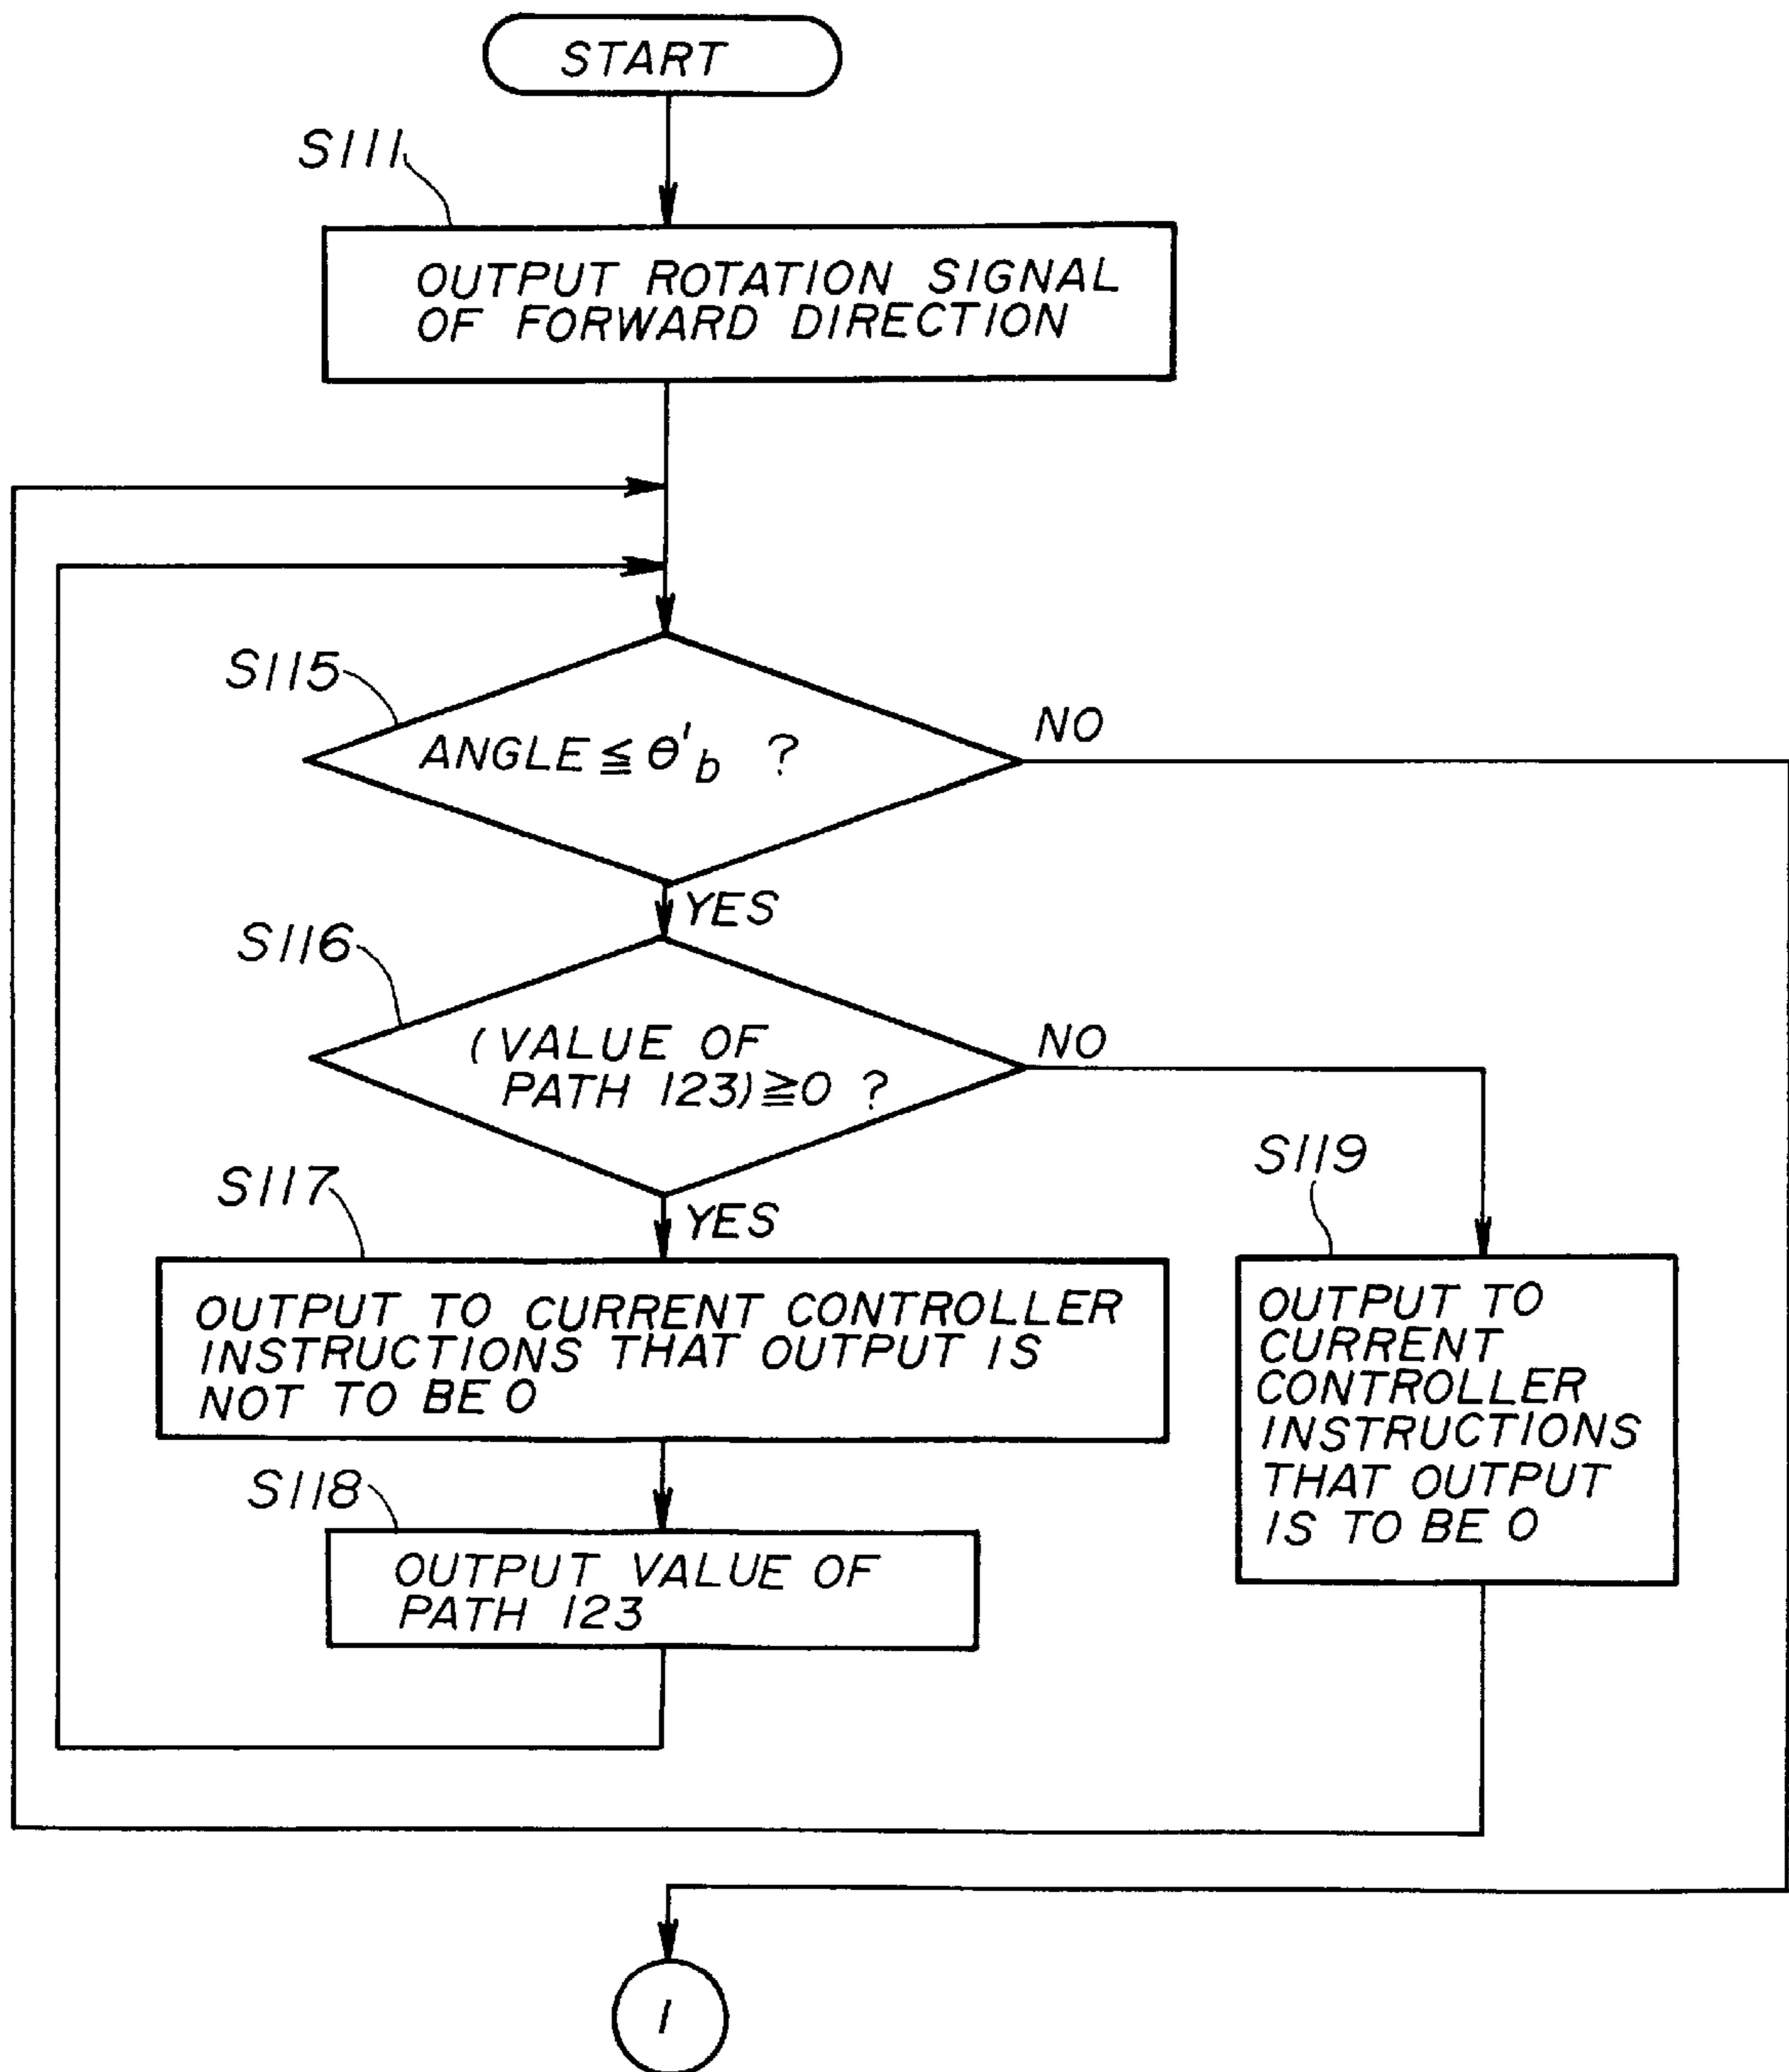 START
S111
OUTPUT ROTATION SIGNAL
OF FORWARD DIRECTION
S115
ANGLE ≦ θ'b ?
NO
YES
S116
(VALUE OF
PATH 123) ≧ 0 ?
NO
YES
S117
OUTPUT TO CURRENT CONTROLLER
INSTRUCTIONS THAT OUTPUT IS
NOT TO BE 0
S119
OUTPUT TO
CURRENT
CONTROLLER
INSTRUCTIONS
THAT OUTPUT
IS TO BE 0
S118
OUTPUT VALUE OF
PATH 123
1